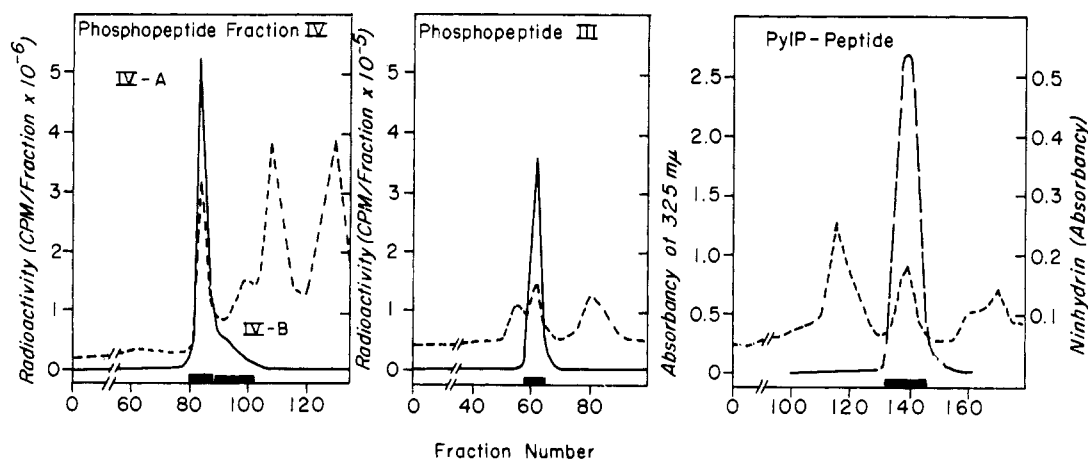 Phosphopeptide Fraction IV
IV-A
IV-B
Radioactivity (CPM/Fraction x 10⁻⁶)
5
4
3
2
1
0
0 60 80 100 120
Phosphopeptide III
Radioactivity (CPM/Fraction x 10⁻⁵)
5
4
3
2
1
0
0 40 60 80
PylP-Peptide
Absorbancy at 325 mμ
2.5
2.0
1.5
1.0
0.5
0
Ninhydrin (Absorbancy)
0.5
0.4
0.3
0.2
0.1
0 100 120 140 160
Fraction Number